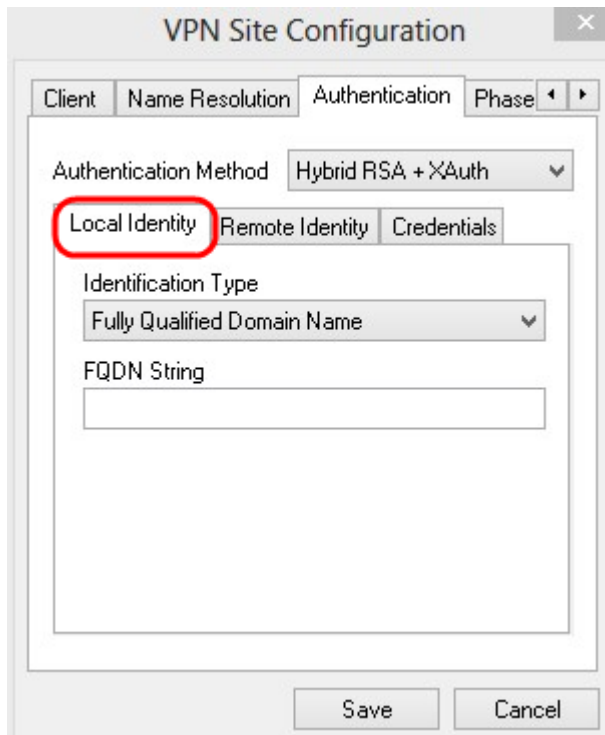 VPN Site Configuration
Client Name Resolution Authentication Phase
Authentication Method Hybrid RSA + XAuth
Local Identity Remote Identity Credentials
Identification Type
Fully Qualified Domain Name
FQDN String
Save Cancel